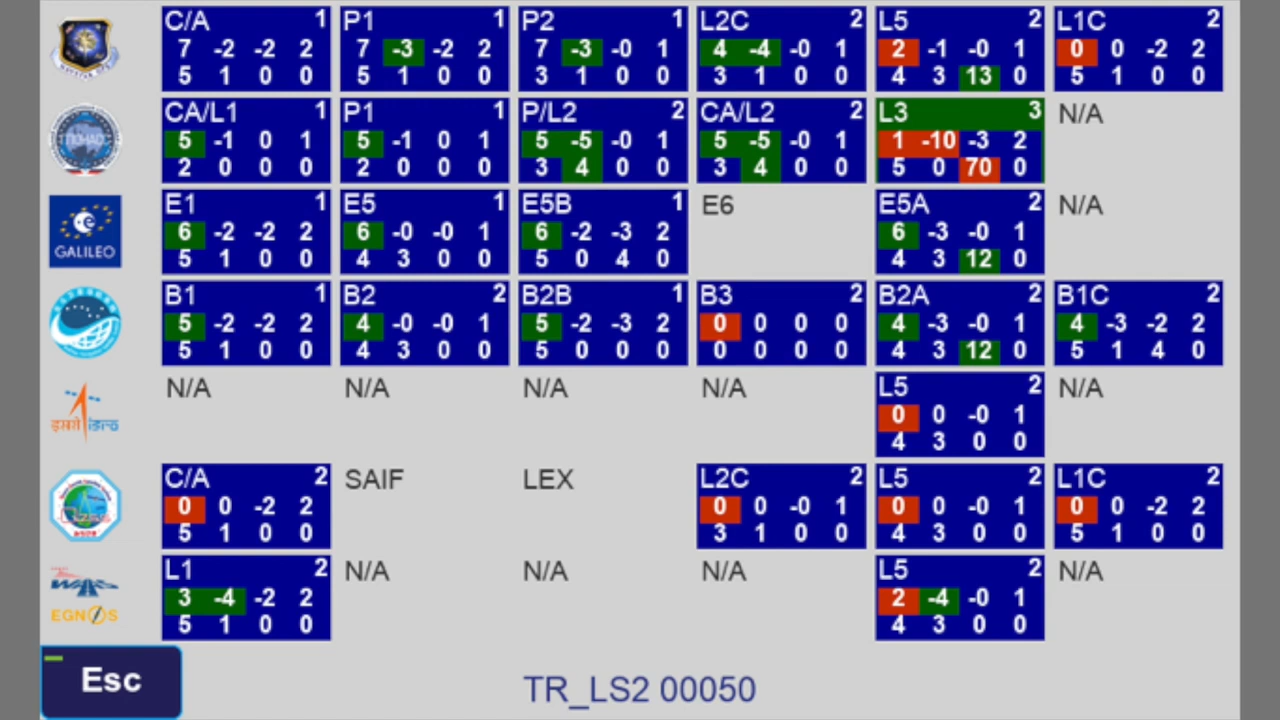 C/A 1 P1 1 P2 1 L2C 2 L5 2 L1C 2
7 -2 -2 2 7 -3 -2 2 7 -3 -0 1 4 -4 -0 1 2 -1 -0 1 0 0 -2 2
5 1 0 0 5 1 0 0 3 1 0 0 3 1 0 0 4 3 13 0 5 1 0 0
CA/L1 1 P1 1 P/L2 2 CA/L2 2 L3 3 N/A
5 -1 0 1 5 -1 0 1 5 -5 -0 1 5 -5 -0 1 1 -10 -3 2
2 0 0 0 2 0 0 0 3 4 0 0 3 4 0 0 5 0 70 0
E1 1 E5 1 E5B 1 E6 E5A 2 N/A
6 -2 -2 2 6 -0 -0 1 6 -2 -3 2 6 -3 -0 1
GALILEO 5 1 0 0 4 3 0 0 5 0 4 0 4 3 12 0
B1 1 B2 2 B2B 1 B3 2 B2A 2 B1C 2
5 -2 -2 2 4 -0 -0 1 5 -2 -3 2 0 0 0 0 4 -3 -0 1 4 -3 -2 2
5 1 0 0 4 3 0 0 5 0 0 0 0 0 0 0 4 3 12 0 5 1 4 0
N/A N/A N/A N/A L5 2 N/A
इसरो isro 0 0 -0 1
4 3 0 0
C/A 2 SAIF LEX L2C 2 L5 2 L1C 2
0 0 -2 2 0 0 -0 1 0 0 -0 1 0 0 -2 2
5 1 0 0 3 1 0 0 4 3 0 0 5 1 0 0
L1 2 N/A N/A N/A L5 2 N/A
3 -4 -2 2 2 -4 -0 1
EGNOS 5 1 0 0 4 3 0 0
Esc
TR_LS2 00050